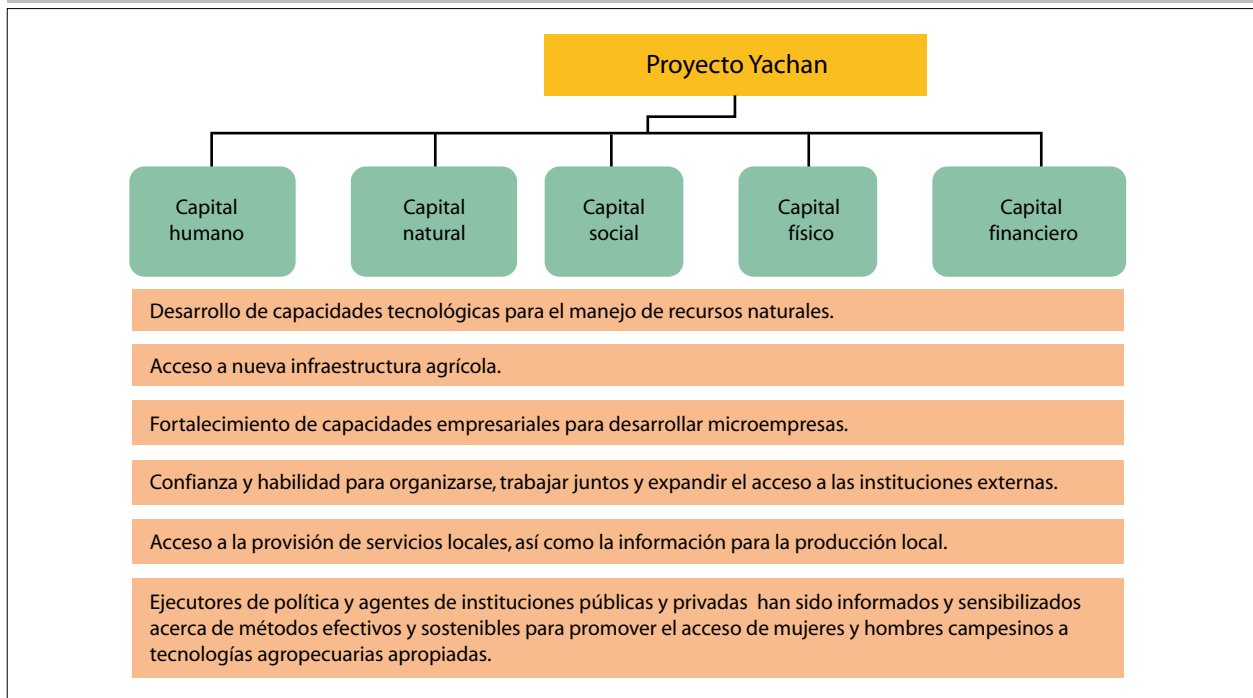 Proyecto Yachan
Capital
humano
Capital
natural
Capital
social
Capital
físico
Capital
financiero
Desarrollo de capacidades tecnológicas para el manejo de recursos naturales.
Acceso a nueva infraestructura agrícola.
Fortalecimiento de capacidades empresariales para desarrollar microempresas.
Confianza y habilidad para organizarse, trabajar juntos y expandir el acceso a las instituciones externas.
Acceso a la provisión de servicios locales, así como la información para la producción local.
Ejecutores de política y agentes de instituciones públicas y privadas han sido informados y sensibilizados
acerca de métodos efectivos y sostenibles para promover el acceso de mujeres y hombres campesinos a
tecnologías agropecuarias apropiadas.